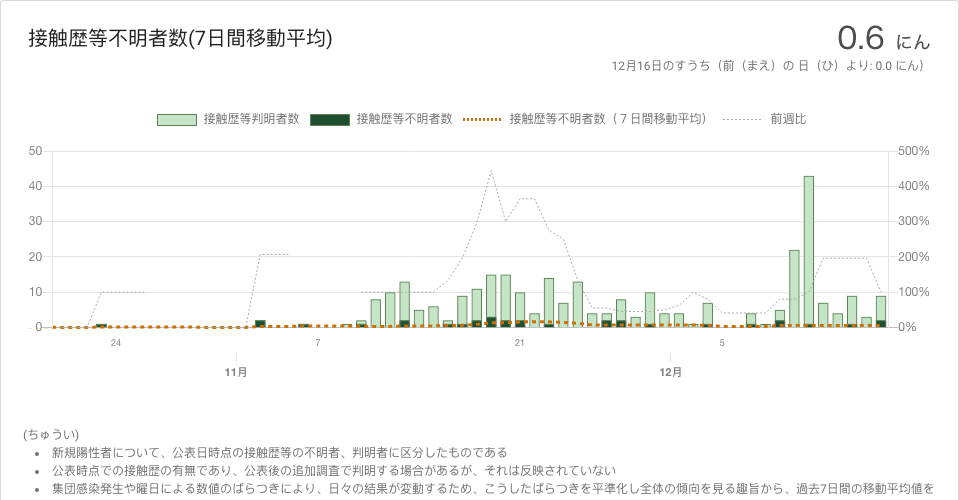 接触歴等不明者数(7日間移動平均)
0.6 にん
12月16日のすうち（前（まえ）の 日（ひ）より: 0.0 にん）
接触歴等判明者数 接触歴等不明者数 接触歴等不明者数（７日間移動平均） 前週比
50 500%
40 400%
30 300%
20 200%
10 100%
0 0%
24 7 21 5
11月 12月
(ちゅうい)
• 新規陽性者について、公表日時点の接触歴等の不明者、判明者に区分したものである
• 公表時点での接触歴の有無であり、公表後の追加調査で判明する場合があるが、それは反映されていない
• 集団感染発生や曜日による数値のばらつきにより、日々の結果が変動するため、こうしたばらつきを平準化し全体の傾向を見る趣旨から、過去7日間の移動平均値を